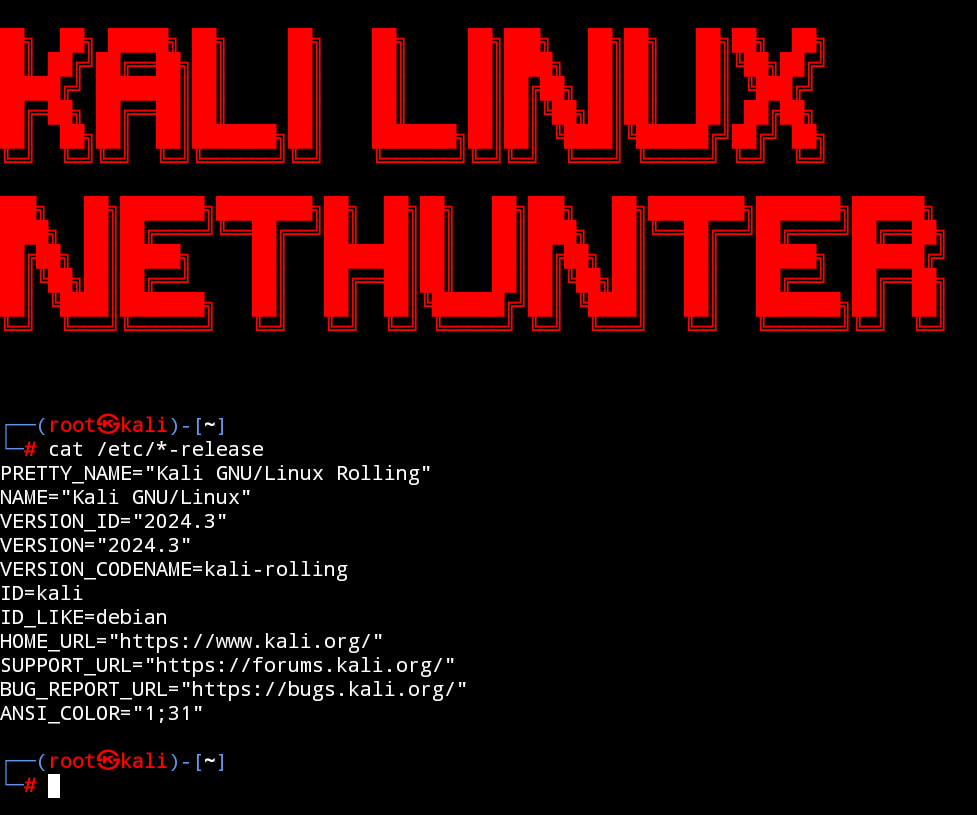 KALI LINUX
NETHUNTER
┌──(root㉿kali)-[~]
└─# cat /etc/*-release
PRETTY_NAME="Kali GNU/Linux Rolling"
NAME="Kali GNU/Linux"
VERSION_ID="2024.3"
VERSION="2024.3"
VERSION_CODENAME=kali-rolling
ID=kali
ID_LIKE=debian
HOME_URL="https://www.kali.org/"
SUPPORT_URL="https://forums.kali.org/"
BUG_REPORT_URL="https://bugs.kali.org/"
ANSI_COLOR="1;31"
┌──(root㉿kali)-[~]
└─#